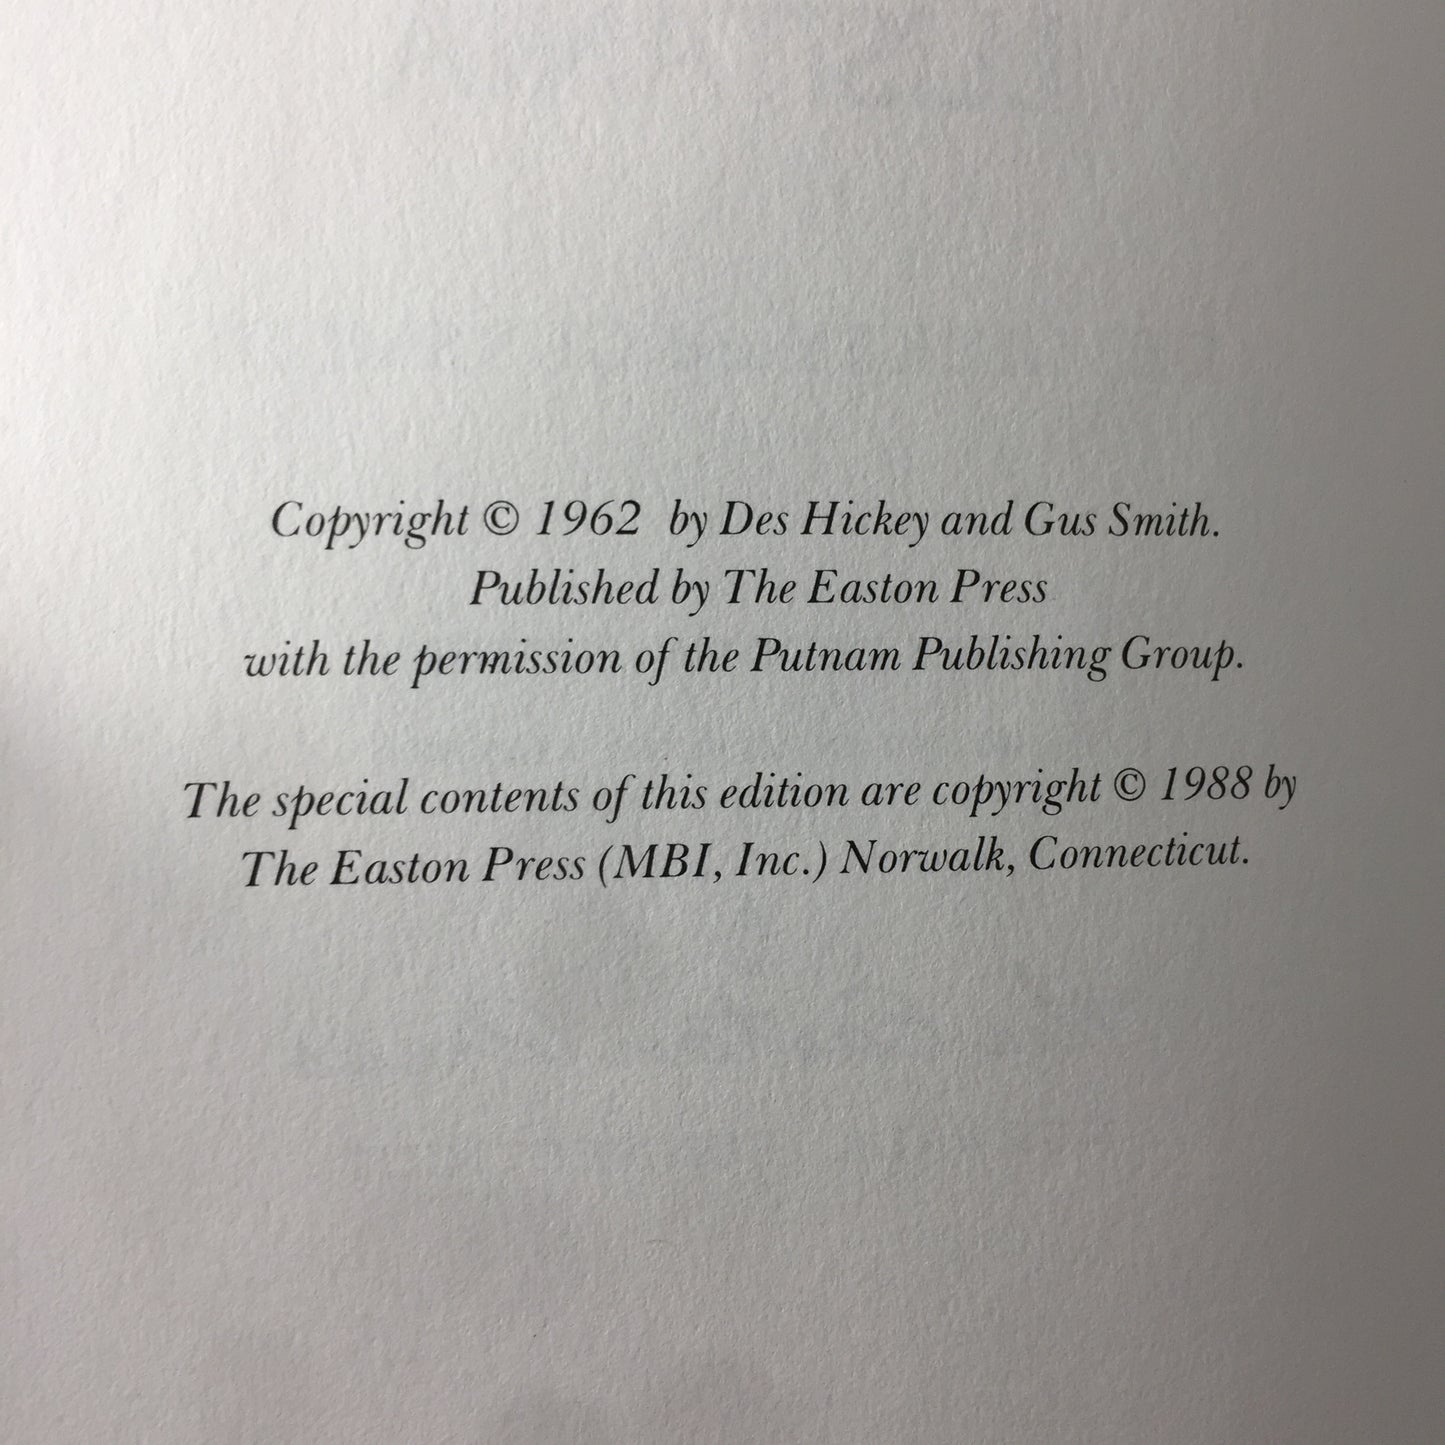 Copyright © 1962 by Des Hickey and Gus Smith.
Published by The Easton Press
with the permission of the Putnam Publishing Group.
The special contents of this edition are copyright © 1988 by
The Easton Press (MBI, Inc.) Norwalk, Connecticut.